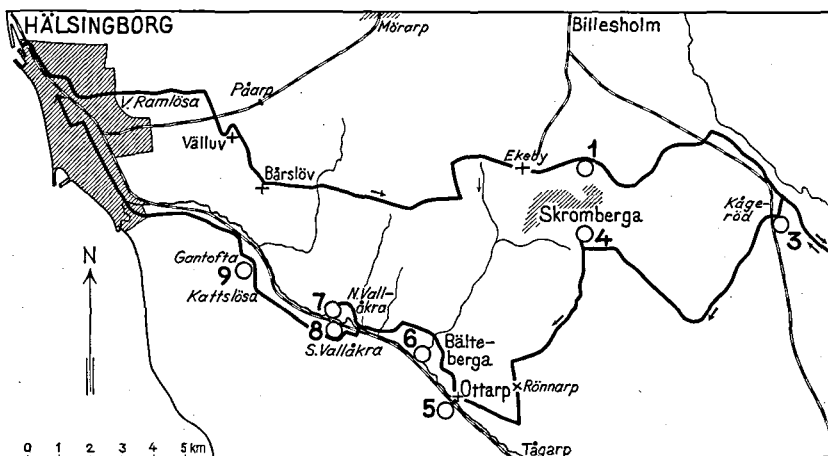 HÄLSINGBORG
Billesholm
Mörarp
V. Ramlösa
Påarp
Välluv
Bårslöv
Ekeby
1
Skromberga
Kåge-
röd
3
4
N
Gantofta
9
Kattslösa
7
N. Vall-
åkra
8
S. Vallåkra
6
Bälte-
berga
Ottarp
Rönnarp
5
Tågarp
0 1 2 3 4 5 km